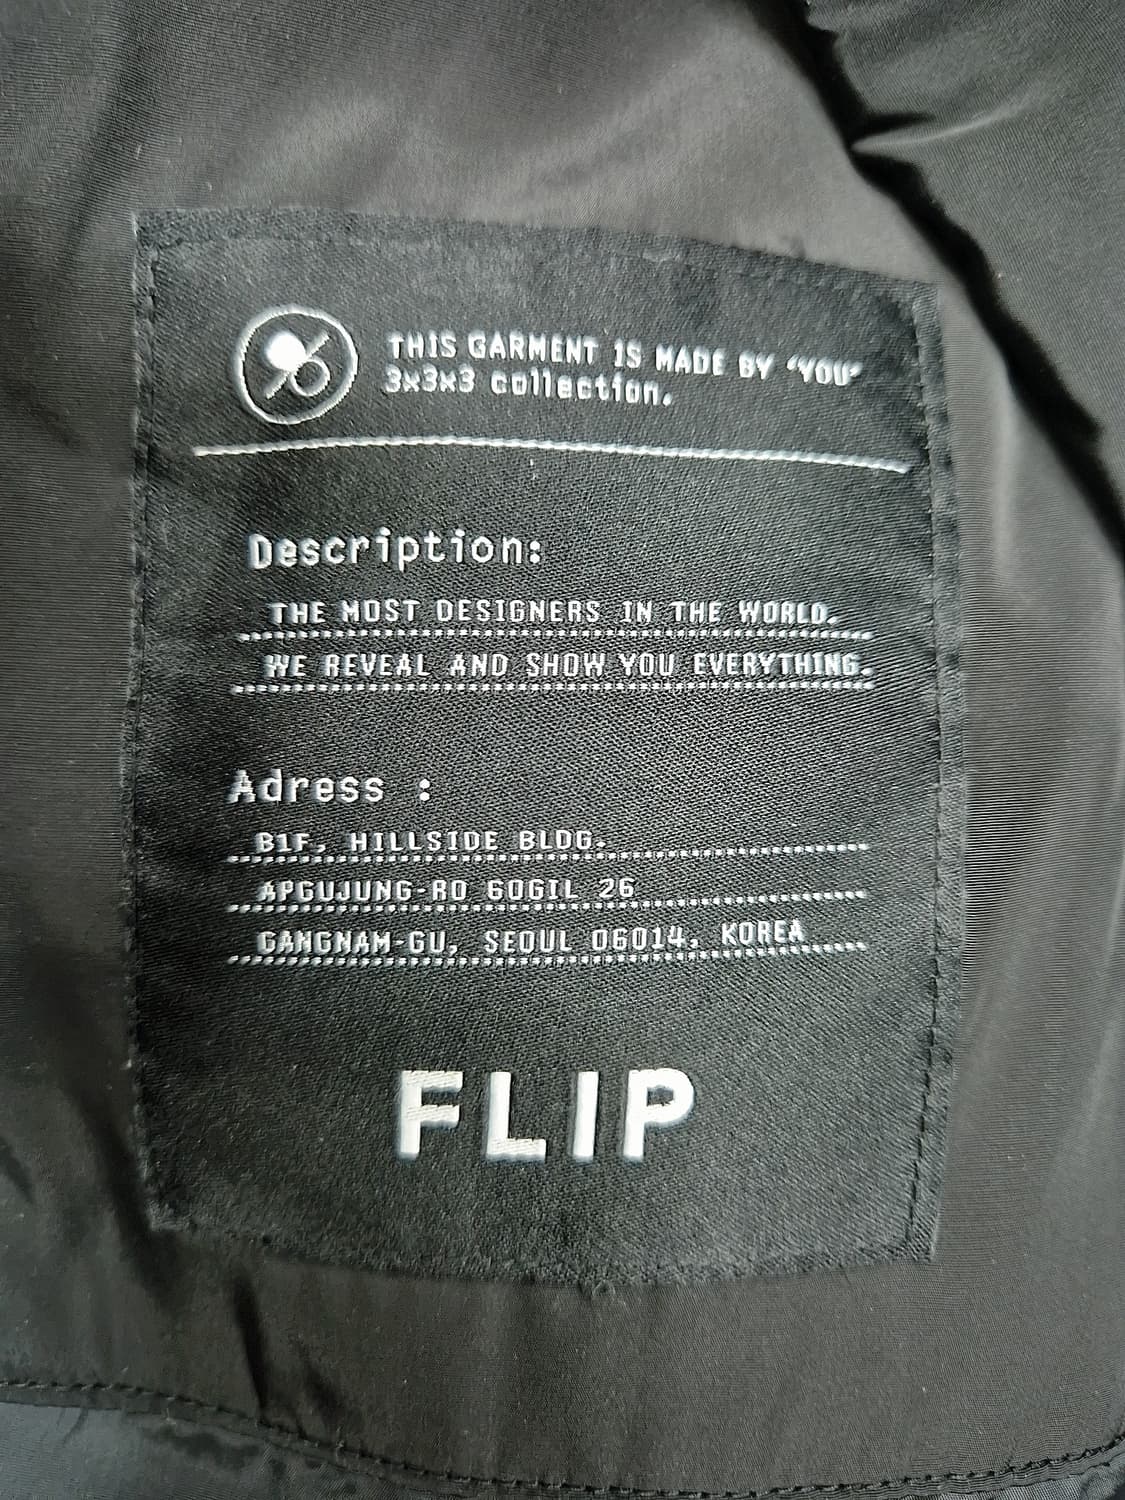 THIS GARMENT IS MADE BY ‘YOU’
3x3x3 collection.
Description:
THE MOST DESIGNERS IN THE WORLD.
WE REVEAL AND SHOW YOU EVERYTHING.
Adress :
B1F, HILLSIDE BLDG.
APGUJUNG-RO 60GIL 26
GANGNAM-GU, SEOUL 06014, KOREA
FLIP